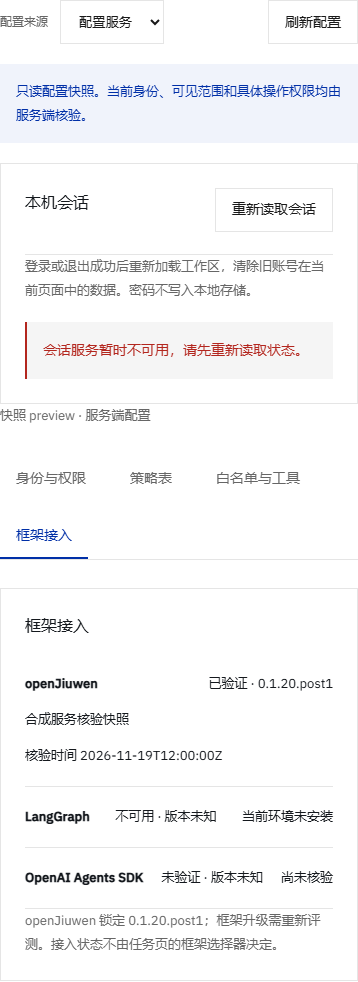 配置来源 配置服务 刷新配置
只读配置快照。当前身份、可见范围和具体操作权限均由
服务端核验。
本机会话 重新读取会话
登录或退出成功后重新加载工作区，清除旧账号在当
前页面中的数据。密码不写入本地存储。
会话服务暂时不可用，请先重新读取状态。
快照 preview · 服务端配置
身份与权限 策略表 白名单与工具
框架接入
框架接入
openJiuwen 已验证 · 0.1.20.post1
合成服务核验快照
核验时间 2026-11-19T12:00:00Z
LangGraph 不可用 · 版本未知 当前环境未安装
OpenAI Agents SDK 未验证 · 版本未知 尚未核验
openJiuwen 锁定 0.1.20.post1；框架升级需重新评
测。接入状态不由任务页的框架选择器决定。